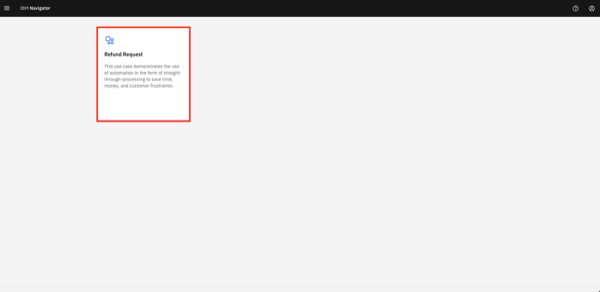 IBM Navigator
Refund Request
This use case demonstrates the use
of automation in the form of straight-
through-processing to save time,
money, and customer frustration.